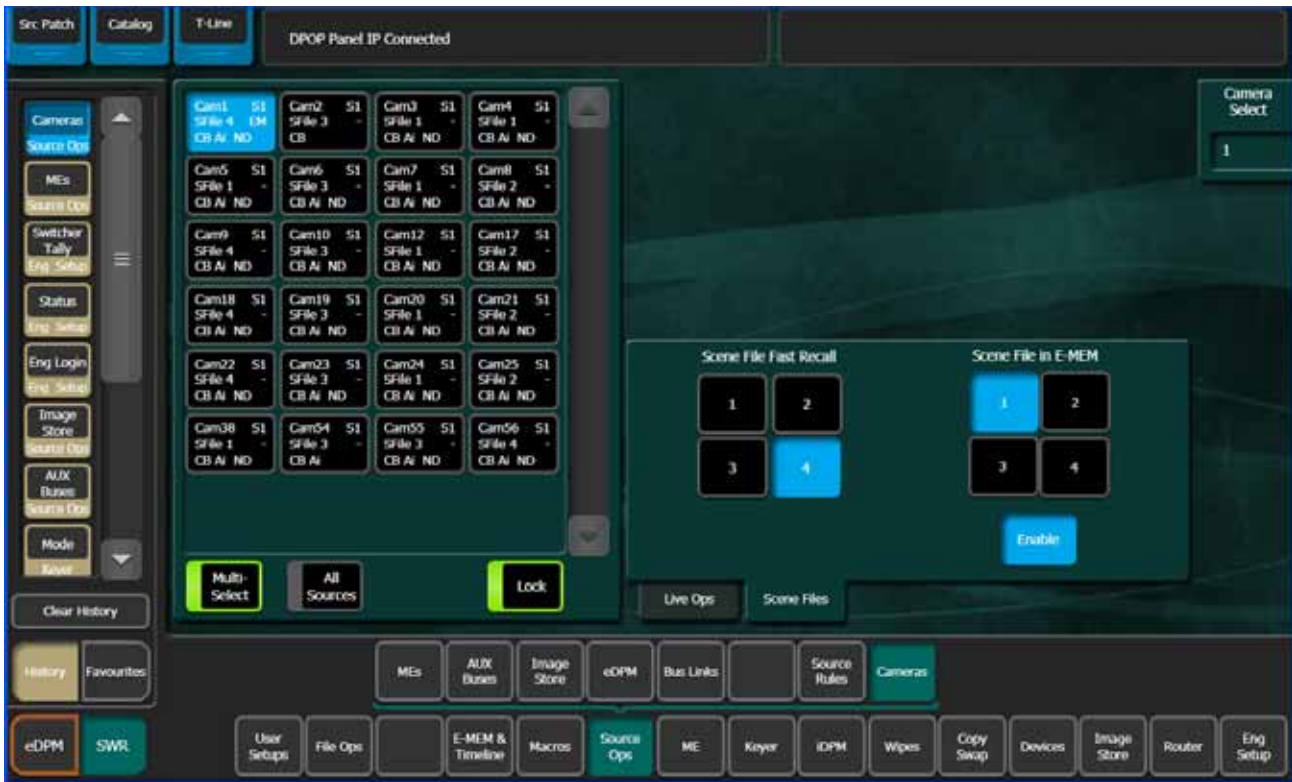 Src Patch
Catalog
T-Line
DPOP Panel IP Connected
Cameras
Source Ops
MEs
Source Ops
Switcher
Tally
Eng Setup
Status
Eng Setup
Eng Login
Eng Setup
Image
Store
Source Ops
AUX
Buses
Source Ops
Mode
Keyer
Clear History
History
Favourites
eDPM
SWR
Cam1 S1
SFile 4 EM
CB Ai ND
Cam2 S1
SFile 3 -
CB
Cam3 S1
SFile 1 -
CB Ai ND
Cam4 S1
SFile 1 -
CB Ai ND
Cam5 S1
SFile 1 -
CB Ai ND
Cam6 S1
SFile 3 -
CB Ai ND
Cam7 S1
SFile 1 -
CB Ai ND
Cam8 S1
SFile 2 -
CB Ai ND
Cam9 S1
SFile 4 -
CB Ai ND
Cam10 S1
SFile 3 -
CB Ai ND
Cam12 S1
SFile 1 -
CB Ai ND
Cam17 S1
SFile 2 -
CB Ai ND
Cam18 S1
SFile 4 -
CB Ai ND
Cam19 S1
SFile 3 -
CB Ai ND
Cam20 S1
SFile 1 -
CB Ai ND
Cam21 S1
SFile 2 -
CB Ai ND
Cam22 S1
SFile 4 -
CB Ai ND
Cam23 S1
SFile 3 -
CB Ai ND
Cam24 S1
SFile 1 -
CB Ai ND
Cam25 S1
SFile 2 -
CB Ai ND
Cam38 S1
SFile 1 -
CB Ai ND
Cam54 S1
SFile 3 -
CB Ai
Cam55 S1
SFile 3 -
CB Ai ND
Cam56 S1
SFile 4 -
CB Ai ND
Multi-
Select
All
Sources
Lock
Camera
Select
1
Scene File Fast Recall
1
2
3
4
Scene File in E-MEM
1
2
3
4
Enable
Live Ops
Scene Files
MEs
AUX
Buses
Image
Store
eDPM
Bus Links
Source
Rules
Cameras
User
Setups
File Ops
E-MEM &
Timeline
Macros
Source
Ops
ME
Keyer
iDPM
Wipes
Copy
Swap
Devices
Image
Store
Router
Eng
Setup